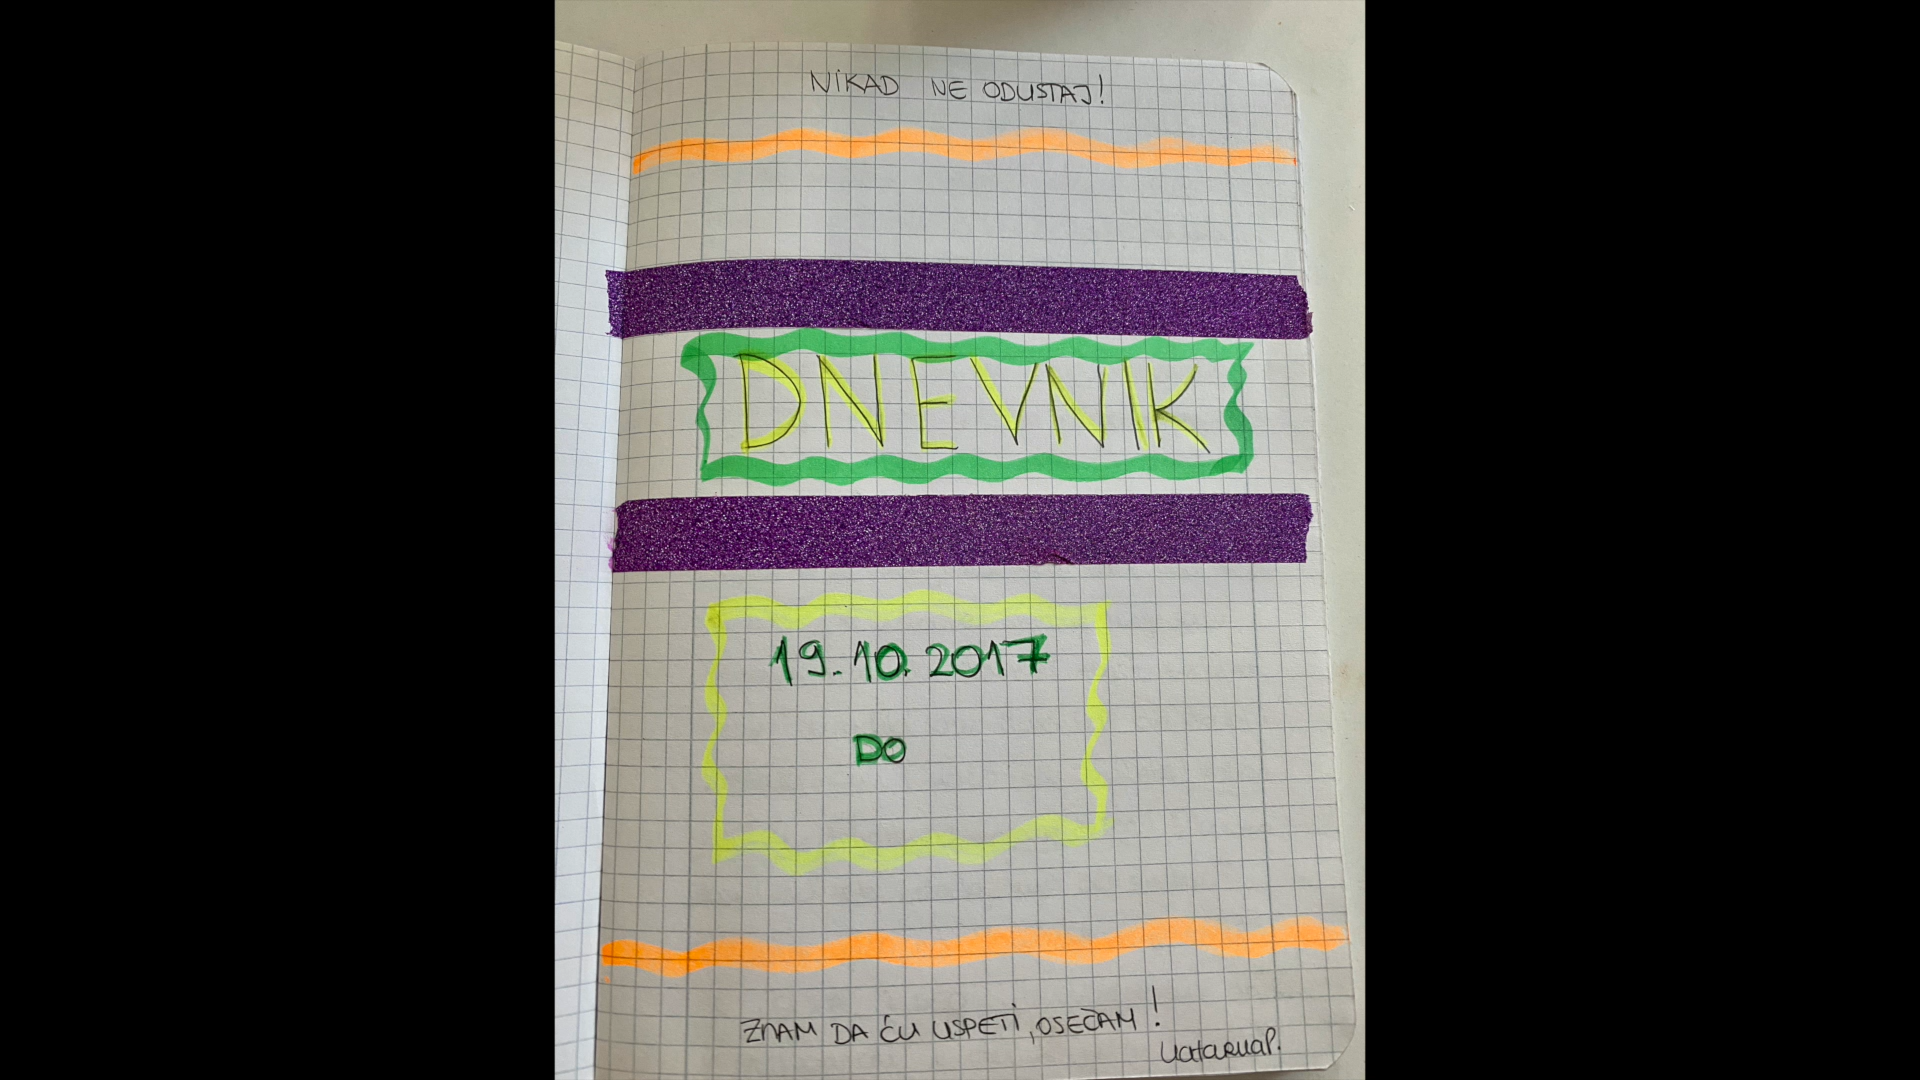 NIKAD NE ODUSTAJ!
DNEVNIK
19.10.2017
DO
ZNAM DA ĆU USPETI, OSEĆAM!